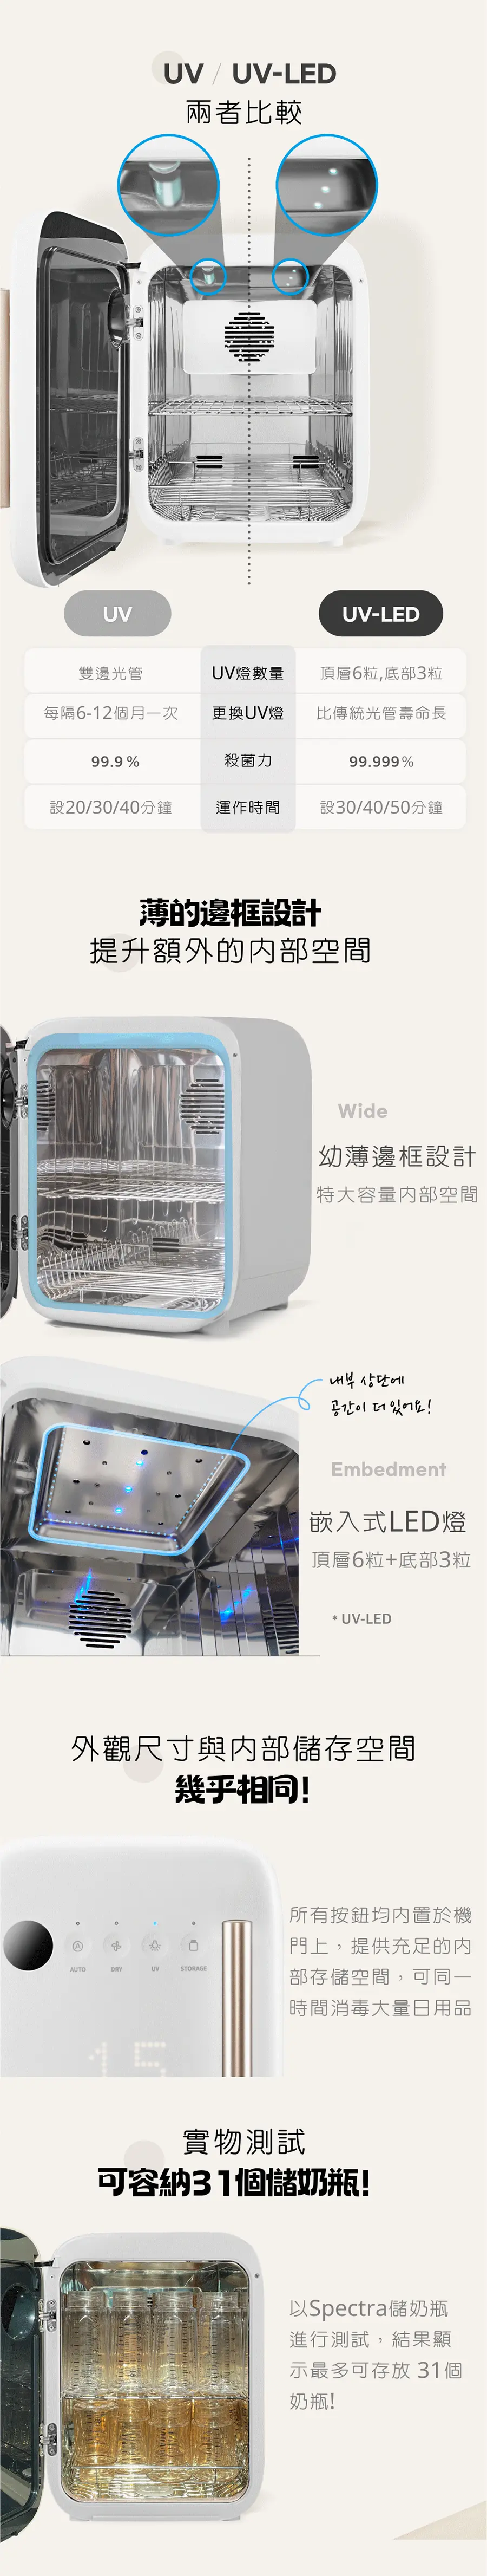 UV / UV-LED
兩者比較
UV
UV-LED
雙邊光管 UV燈數量 頂層6粒,底部3粒
每隔6-12個月一次 更換UV燈 比傳統光管壽命長
99.9% 殺菌力 99.999%
設20/30/40分鐘 運作時間 設30/40/50分鐘
薄的邊框設計
提升額外的内部空間
Wide
幼薄邊框設計
特大容量内部空間
내부 상단에
공간이 더 있어요!
Embedment
嵌入式LED燈
頂層6粒+底部3粒
* UV-LED
外觀尺寸與内部儲存空間
幾乎相同!
所有按鈕均内置於機
門上，提供充足的内
部存儲空間，可同一
時間消毒大量日用品
AUTO DRY UV STORAGE
15
實物測試
可容納31個儲奶瓶!
以Spectra儲奶瓶
進行測試，結果顯
示最多可存放 31個
奶瓶!